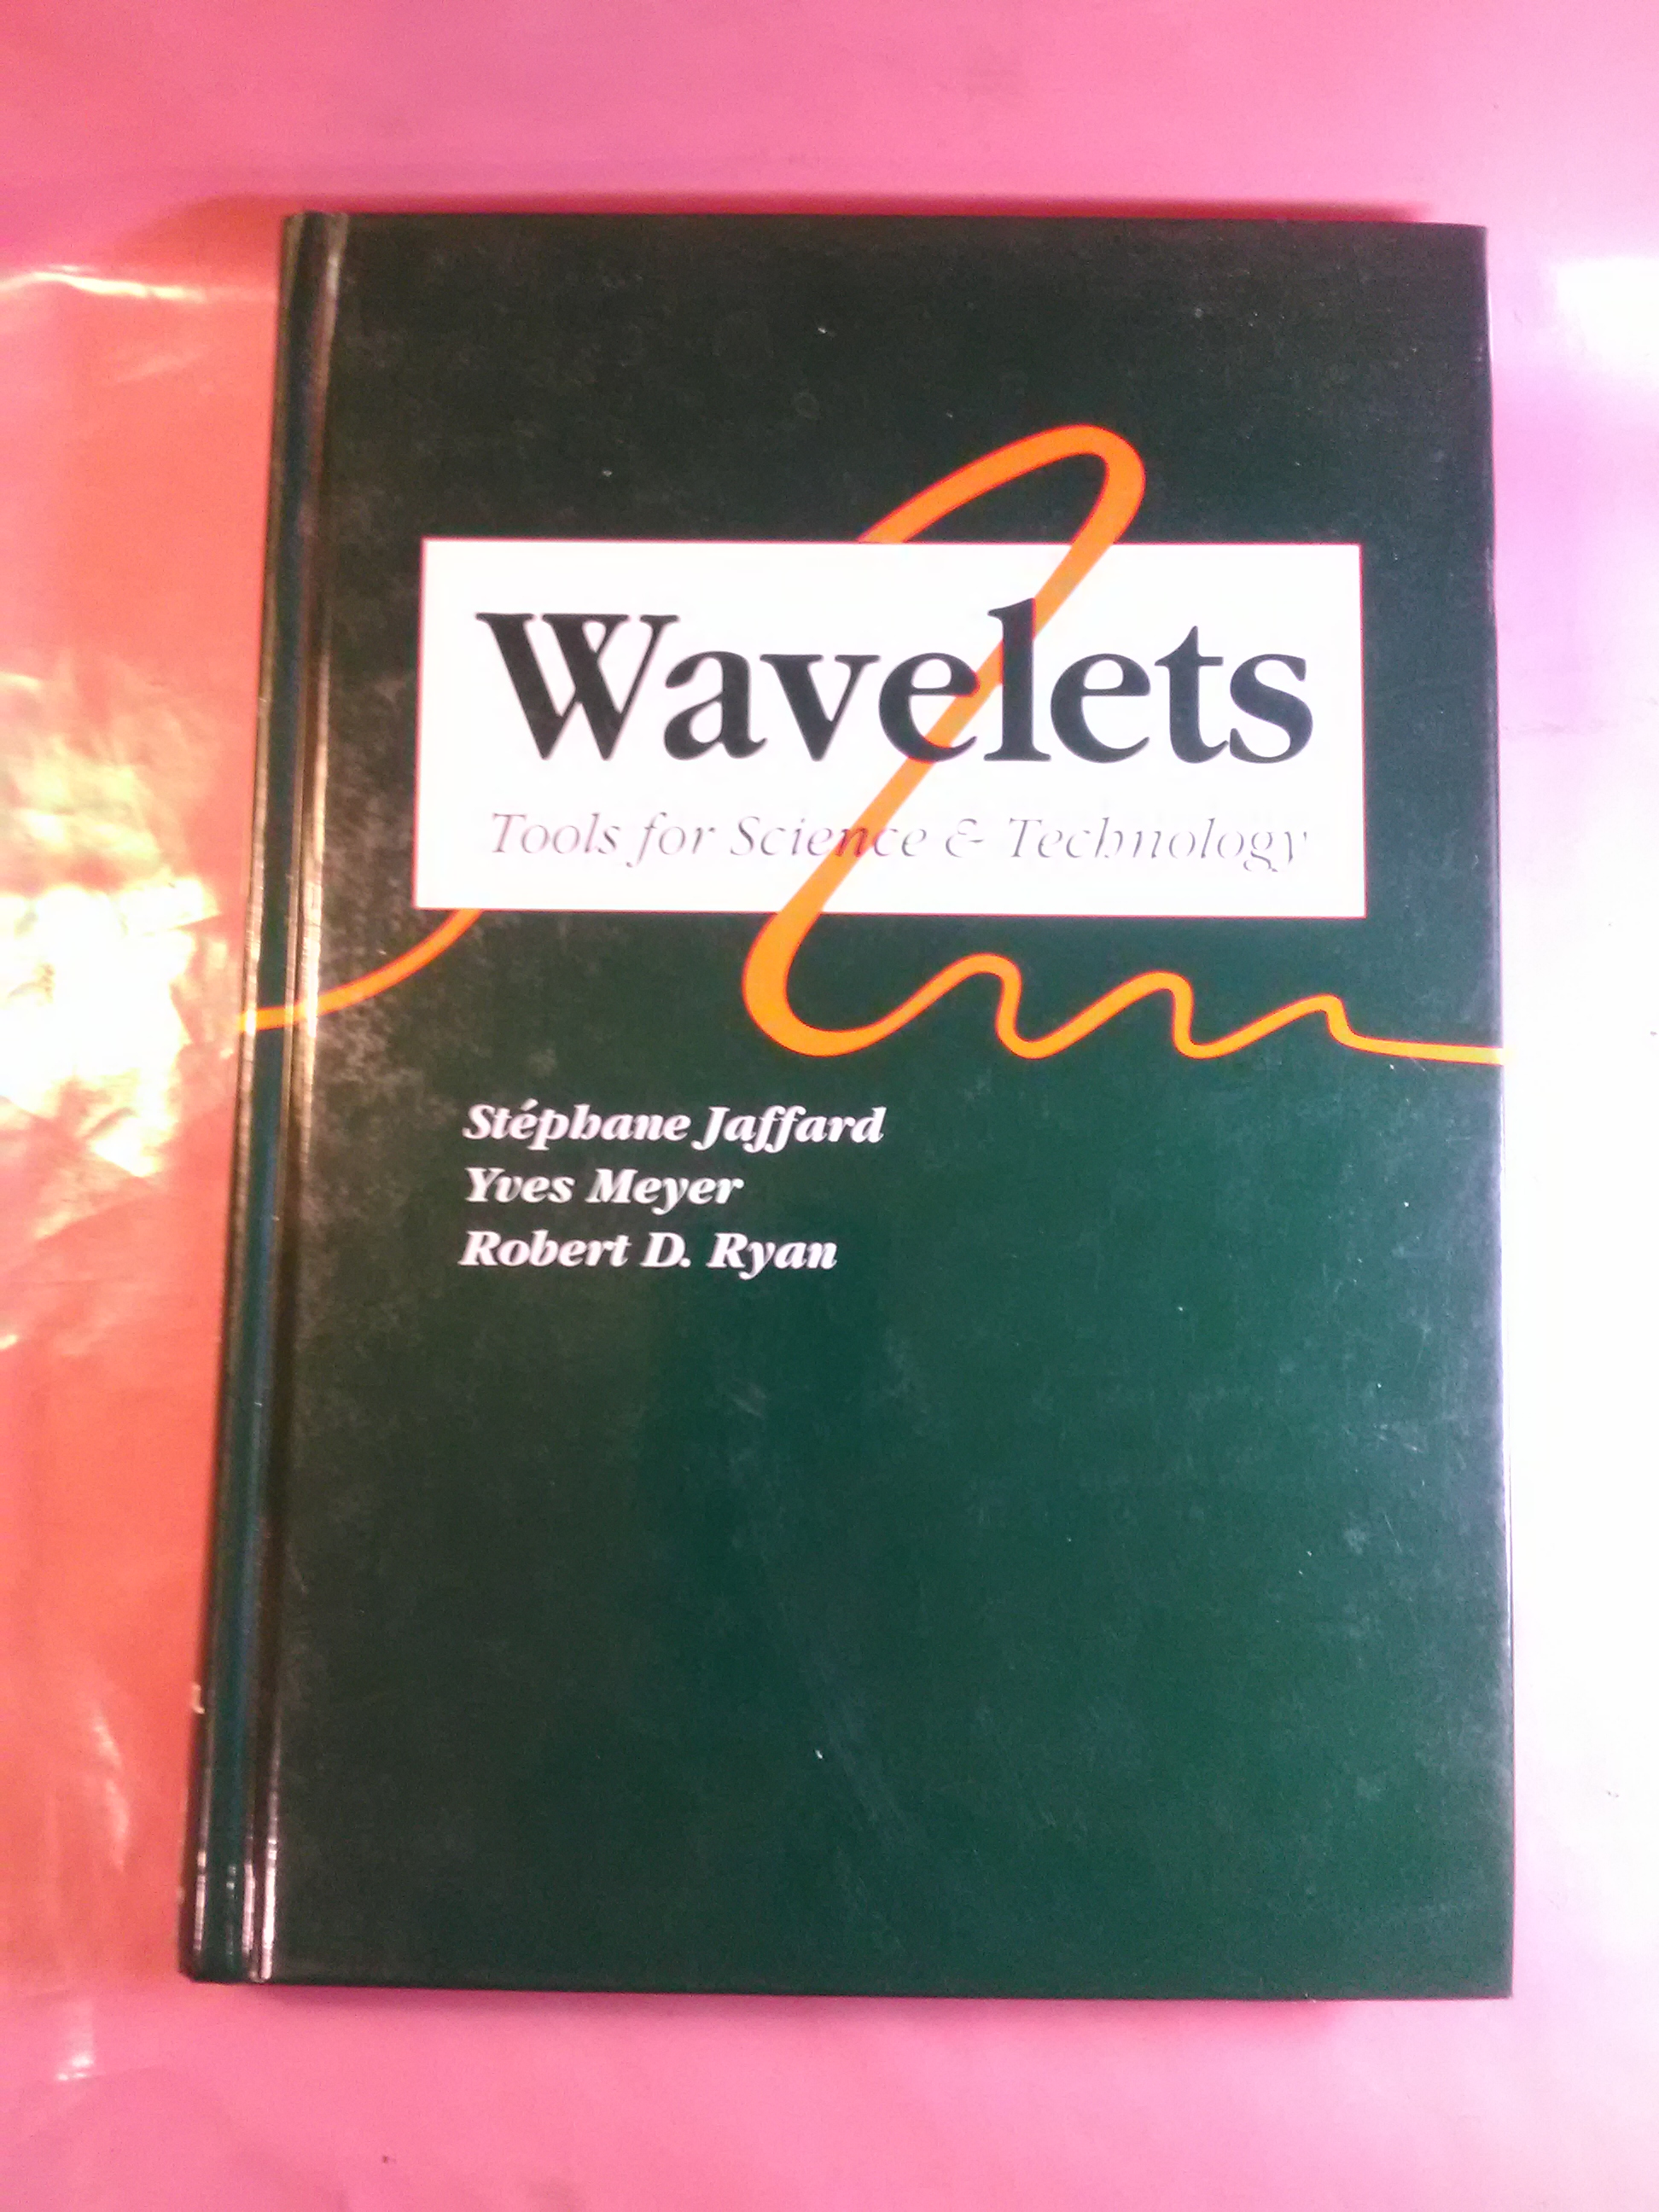 Wavelets
Tools for Science & Technology
Stéphane Jaffard
Yves Meyer
Robert D. Ryan